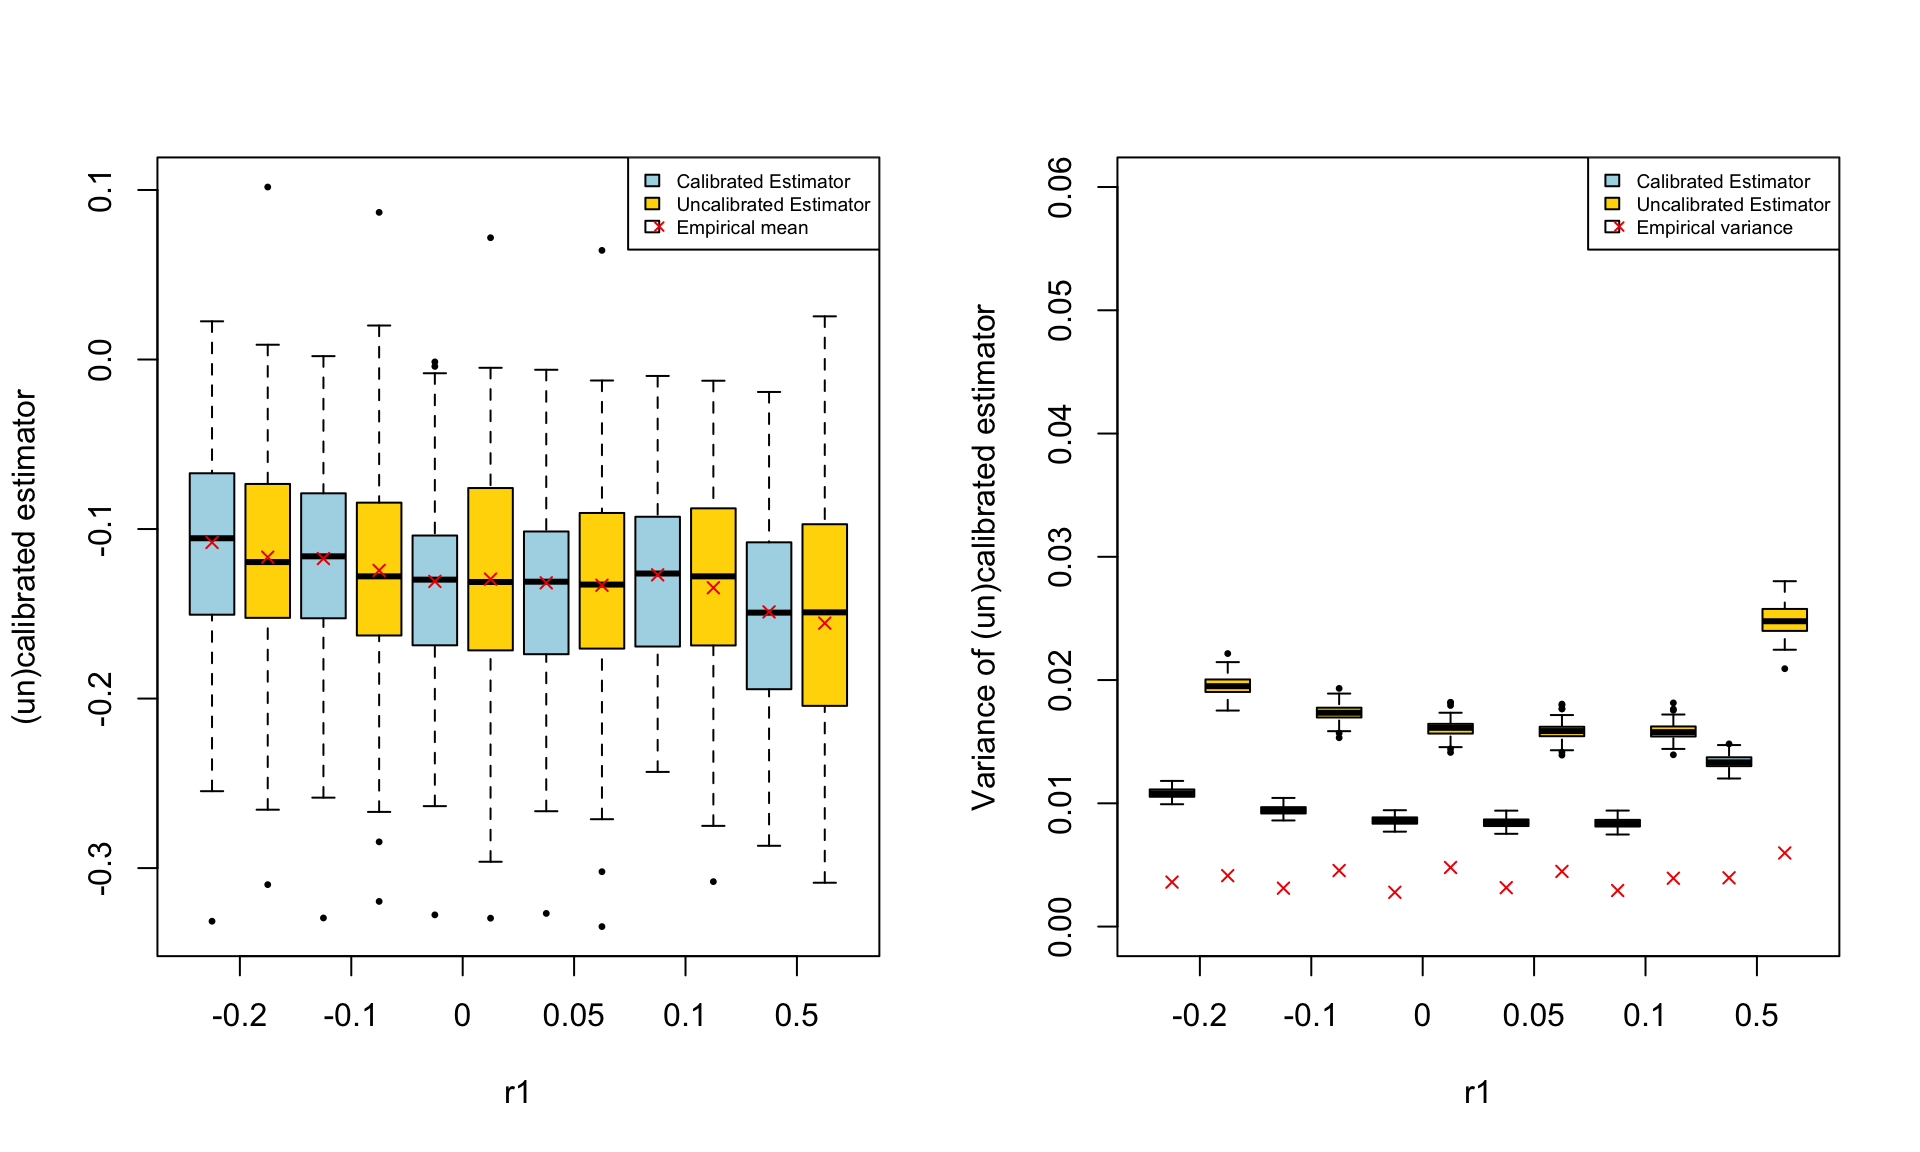 (un)calibrated estimator
0.1
0.0
-0.1
-0.2
-0.3
Calibrated Estimator
Uncalibrated Estimator
Empirical mean
-0.2 -0.1 0 0.05 0.1 0.5
r1
Variance of (un)calibrated estimator
0.06
0.05
0.04
0.03
0.02
0.01
0.00
Calibrated Estimator
Uncalibrated Estimator
Empirical variance
-0.2 -0.1 0 0.05 0.1 0.5
r1